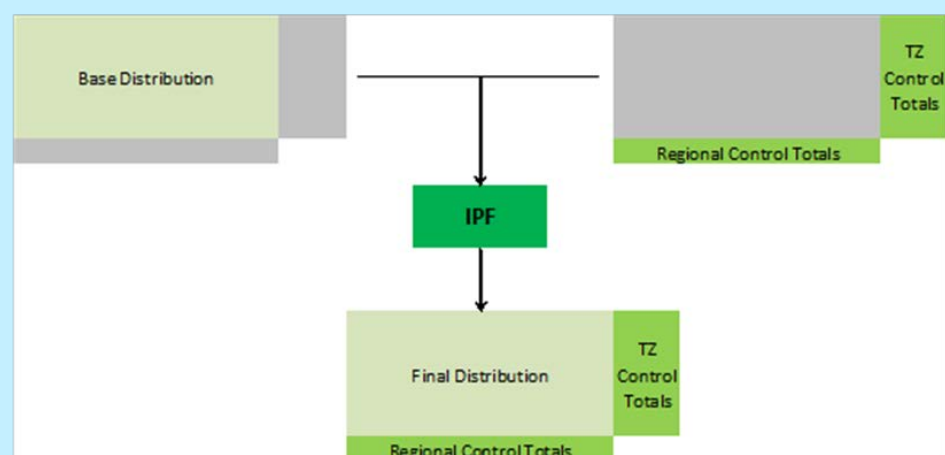 Base Distribution
TZ
Control
Totals
Regional Control Totals
IPF
Final Distribution
TZ
Control
Totals
Regional Control Totals